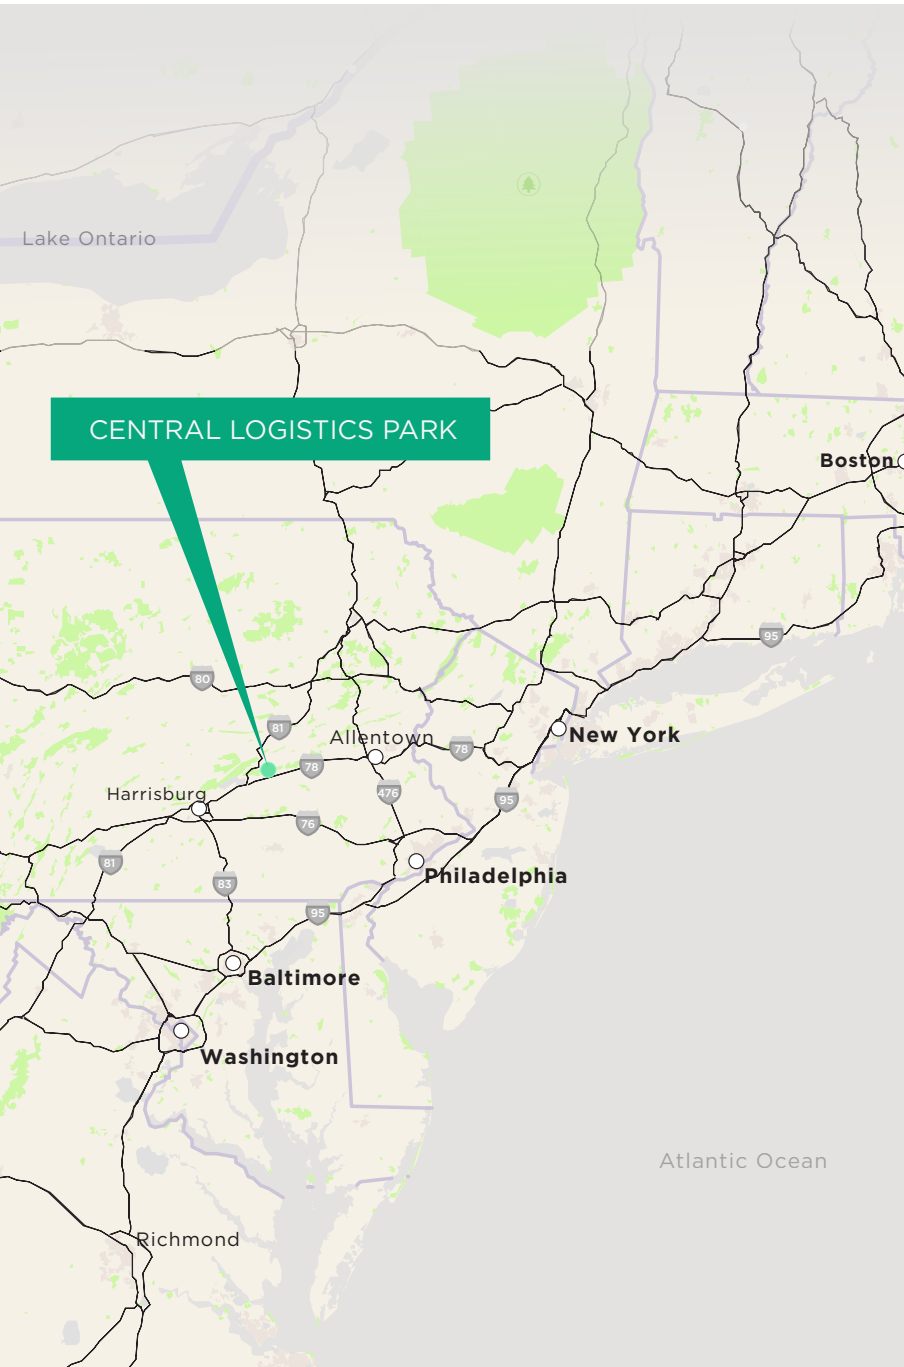 Lake Ontario
CENTRAL LOGISTICS PARK
Boston
95
80
81
Allentown
New York
78
78
Harrisburg
476
95
76
81
Philadelphia
83
95
Baltimore
Washington
Atlantic Ocean
Richmond